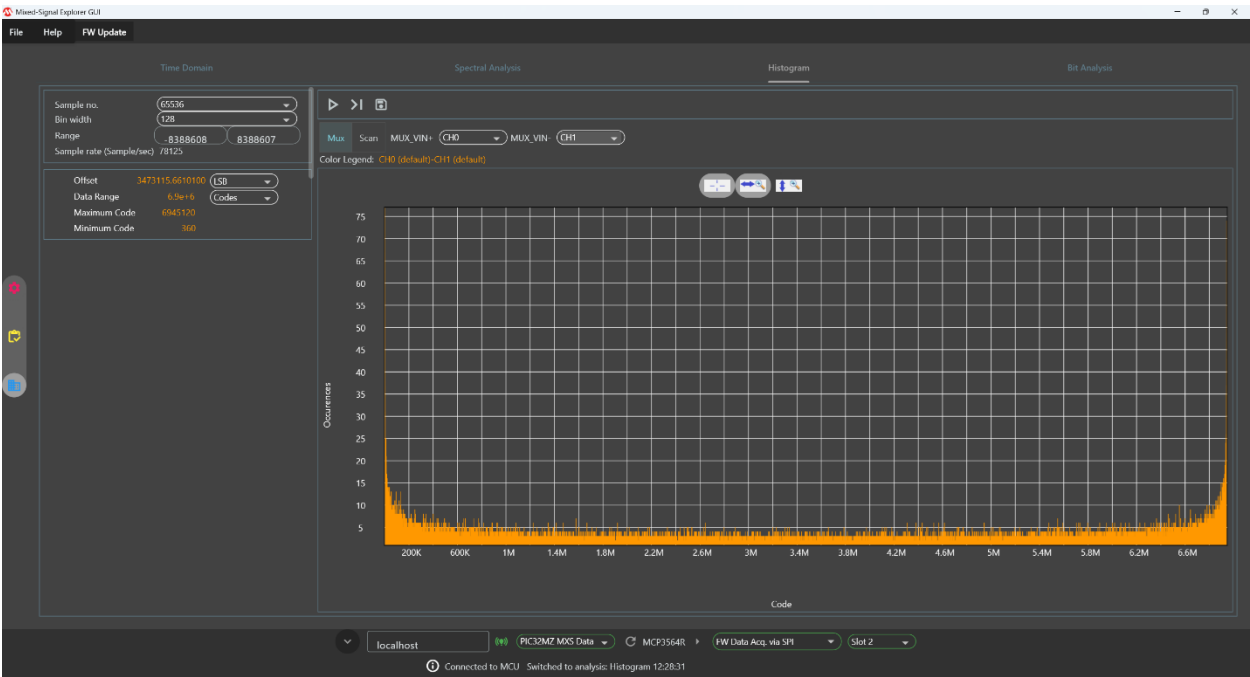 Mixed-Signal Explorer GUI
File Help FW Update
Time Domain Spectral Analysis Histogram Bit Analysis
Sample no. 65536
Bin width 128
Range -8388608 8388607
Sample rate (Sample/sec) 78125
Offset 3473115.6610100 LSB
Data Range 6.9e+6 Codes
Maximum Code 6945120
Minimum Code 360
Mux Scan MUX_VIN+ CH0 MUX_VIN- CH1
Color Legend: CH0 (default)-CH1 (default)
75
70
65
60
55
50
45
40
35
30
25
20
15
10
5
Occurences
200K 600K 1M 1.4M 1.8M 2.2M 2.6M 3M 3.4M 3.8M 4.2M 4.6M 5M 5.4M 5.8M 6.2M 6.6M
Code
localhost PIC32MZ MXS Data MCP3564R FW Data Acq. via SPI Slot 2
Connected to MCU Switched to analysis: Histogram 12:28:31